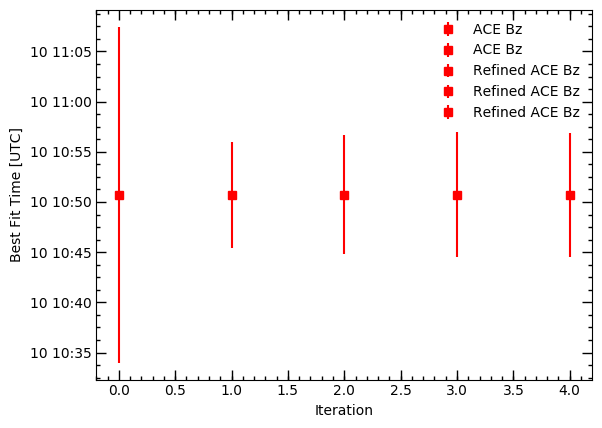 ACE Bz
ACE Bz
Refined ACE Bz
Refined ACE Bz
Refined ACE Bz
Best Fit Time [UTC]
10 11:05
10 11:00
10 10:55
10 10:50
10 10:45
10 10:40
10 10:35
0.0 0.5 1.0 1.5 2.0 2.5 3.0 3.5 4.0
Iteration